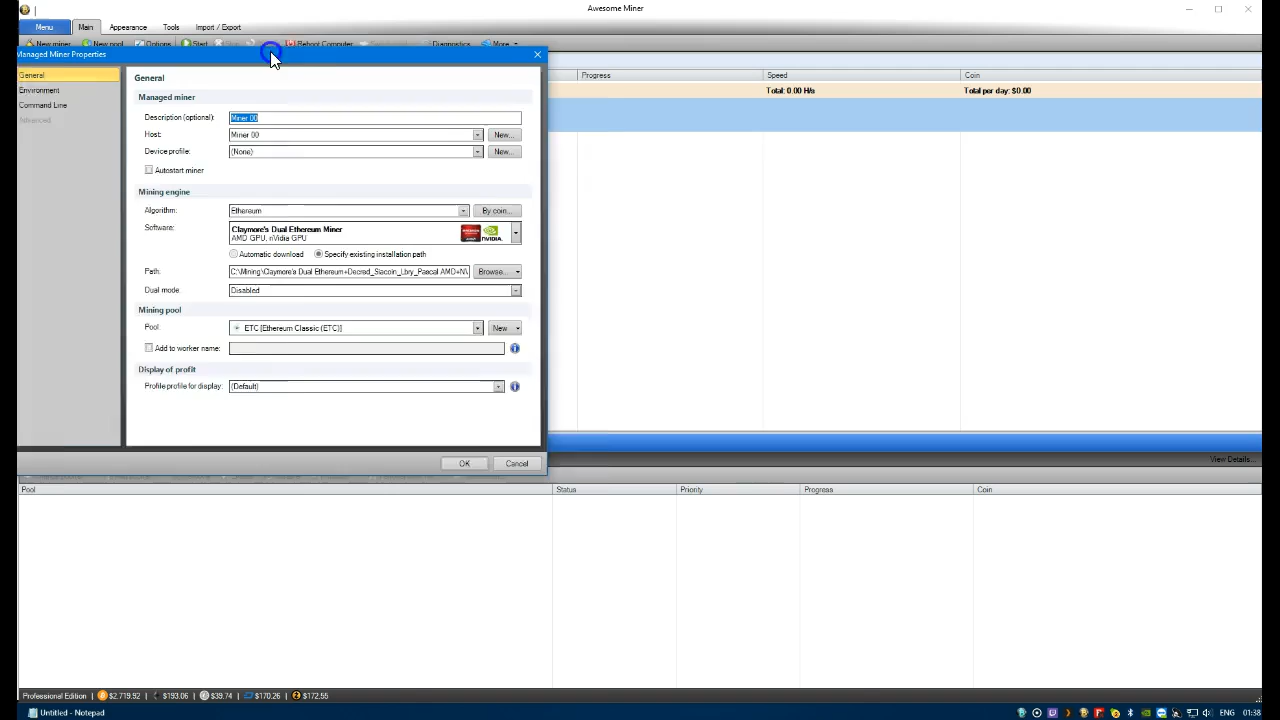 Awesome Miner
Menu Main Appearance Tools Import / Export
New miner New pool Options Start Reboot Computer Diagnostics More
Managed Miner Properties
General
Environment
Command Line
Advanced
General
Managed miner
Description (optional): Miner 00
Host: Miner 00 New...
Device profile: (None) New...
Autostart miner
Mining engine
Algorithm: Ethereum By coin...
Software: Claymore's Dual Ethereum Miner
AMD GPU, nVidia GPU
NVIDIA
Automatic download Specify existing installation path
Path: C:\Mining\Claymore's Dual Ethereum+Decred_Siacoin_Lbry_Pascal AMD+N\ Browse...
Dual mode: Disabled
Mining pool
Pool ETC [Ethereum Classic (ETC)] New
Add to worker name:
Display of profit
Profile profile for display: (Default)
OK Cancel
Progress Speed Coin
Total: 0.00 H/s Total per day: $0.00
View Details...
Pool Status Priority Progress Coin
Professional Edition $2,719.92 $193.06 $39.74 $170.26 $172.55
Untitled - Notepad ENG 01:38